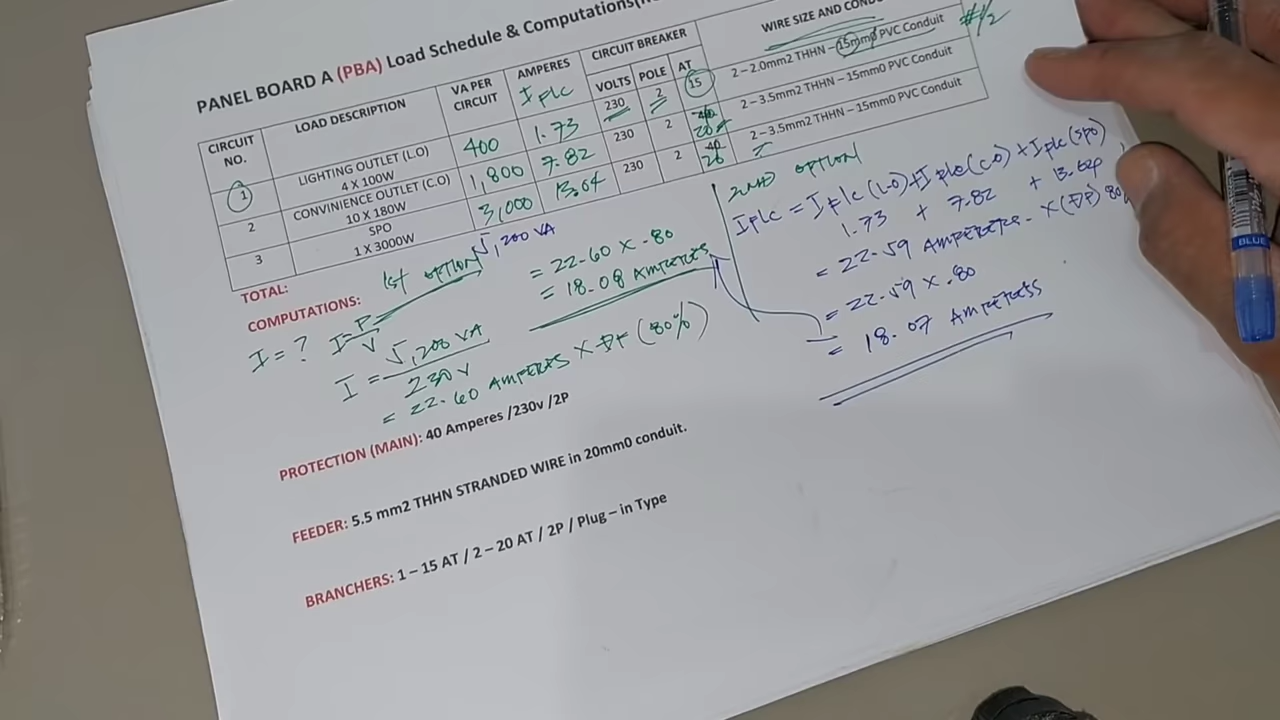 PANEL BOARD A (PBA) Load Schedule & Computations
CIRCUIT NO. LOAD DESCRIPTION VA PER CIRCUIT AMPERES I flc CIRCUIT BREAKER WIRE SIZE AND
VOLTS POLE AT
1 LIGHTING OUTLET (L.O) 4 X 100W 400 1.73 230 2 15 2 – 2.0mm2 THHN – 15mm0 PVC Conduit #1/2
2 CONVINIENCE OUTLET (C.O) 10 X 180W 1,800 7.82 230 2 20 2 – 3.5mm2 THHN – 15mm0 PVC Conduit
3 SPO 1 X 3000W 3,000 13.04 230 2 20 2 – 3.5mm2 THHN – 15mm0 PVC Conduit
TOTAL: 5,200 VA
COMPUTATIONS: 1st OPTION
I = ? I = P/V
I = 5,200 VA / 230 V
= 22.60 AMPERES X DF (80%)
= 22.60 X .80
= 18.08 AMPERES
2ND OPTION
Iflc = Iflc (L.O) + Iflc (C.O) + Iflc (SPO)
1.73 + 7.82 + 13.04
= 22.59 AMPERES X (DF) 80%
= 22.59 X .80
= 18.07 AMPERES
PROTECTION (MAIN): 40 Amperes /230v /2P
FEEDER: 5.5 mm2 THHN STRANDED WIRE in 20mm0 conduit.
BRANCHERS: 1 – 15 AT / 2 – 20 AT / 2P / Plug – in Type
BLUE